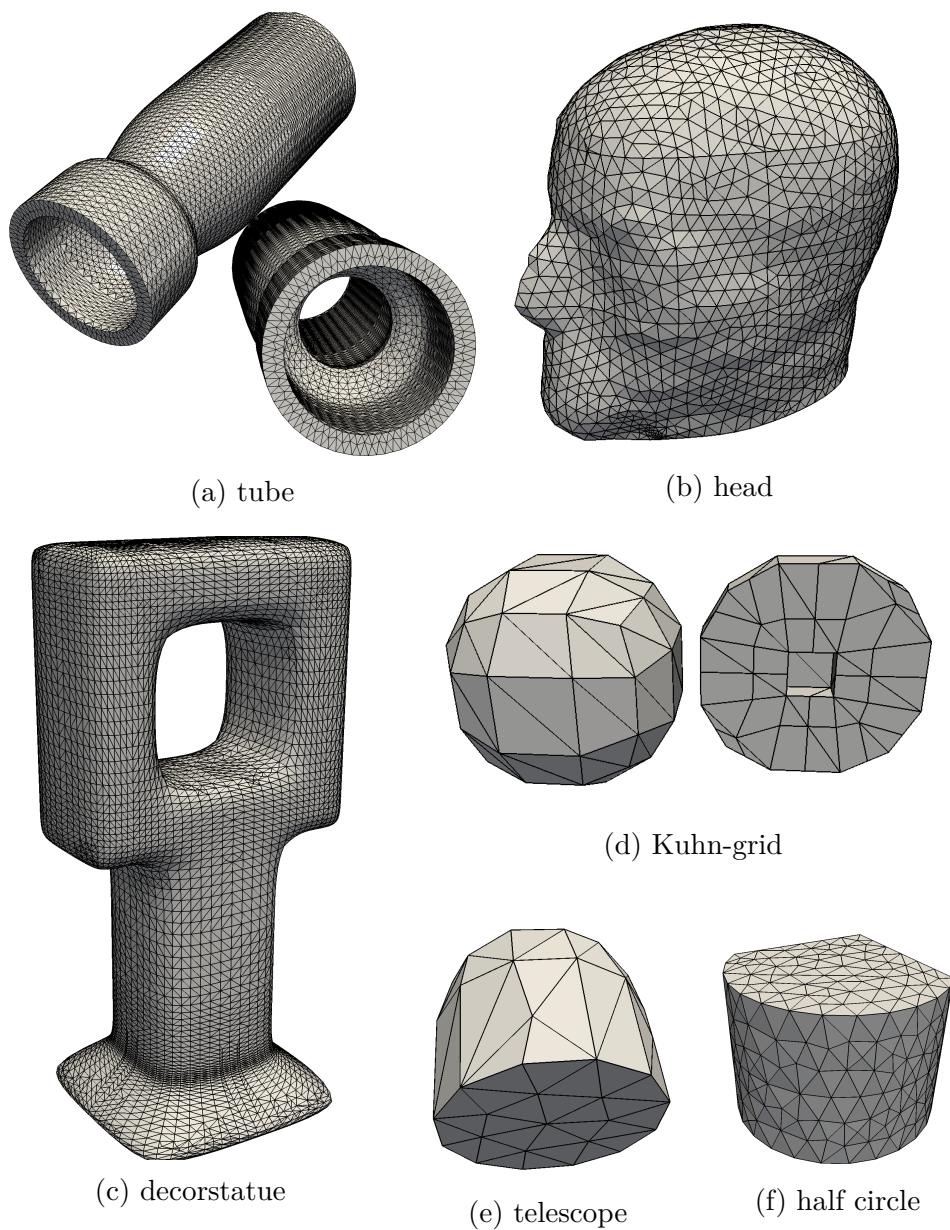 (a) tube
(b) head
(c) decorstatue
(d) Kuhn-grid
(e) telescope
(f) half circle